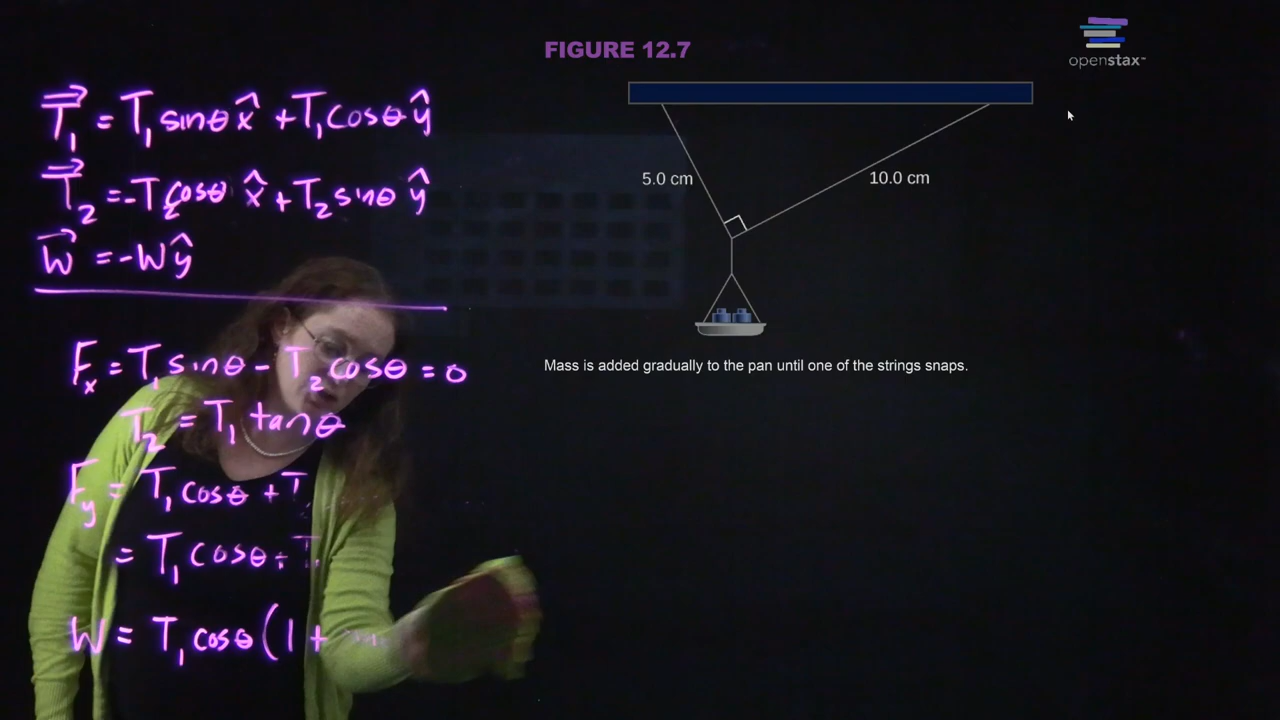 FIGURE 12.7
openstax™
T⃗₁ = T₁ sinθ x̂ + T₁ cosθ ŷ
T⃗₂ = -T₂ cosθ x̂ + T₂ sinθ ŷ
W⃗ = -W ŷ
5.0 cm
10.0 cm
Mass is added gradually to the pan until one of the strings snaps.
Fₓ = T₁ sinθ - T₂ cosθ = 0
T₂ = T₁ tanθ
F_y = T₁ cosθ + T
= T₁ cosθ + T
W = T₁ cosθ (1 +